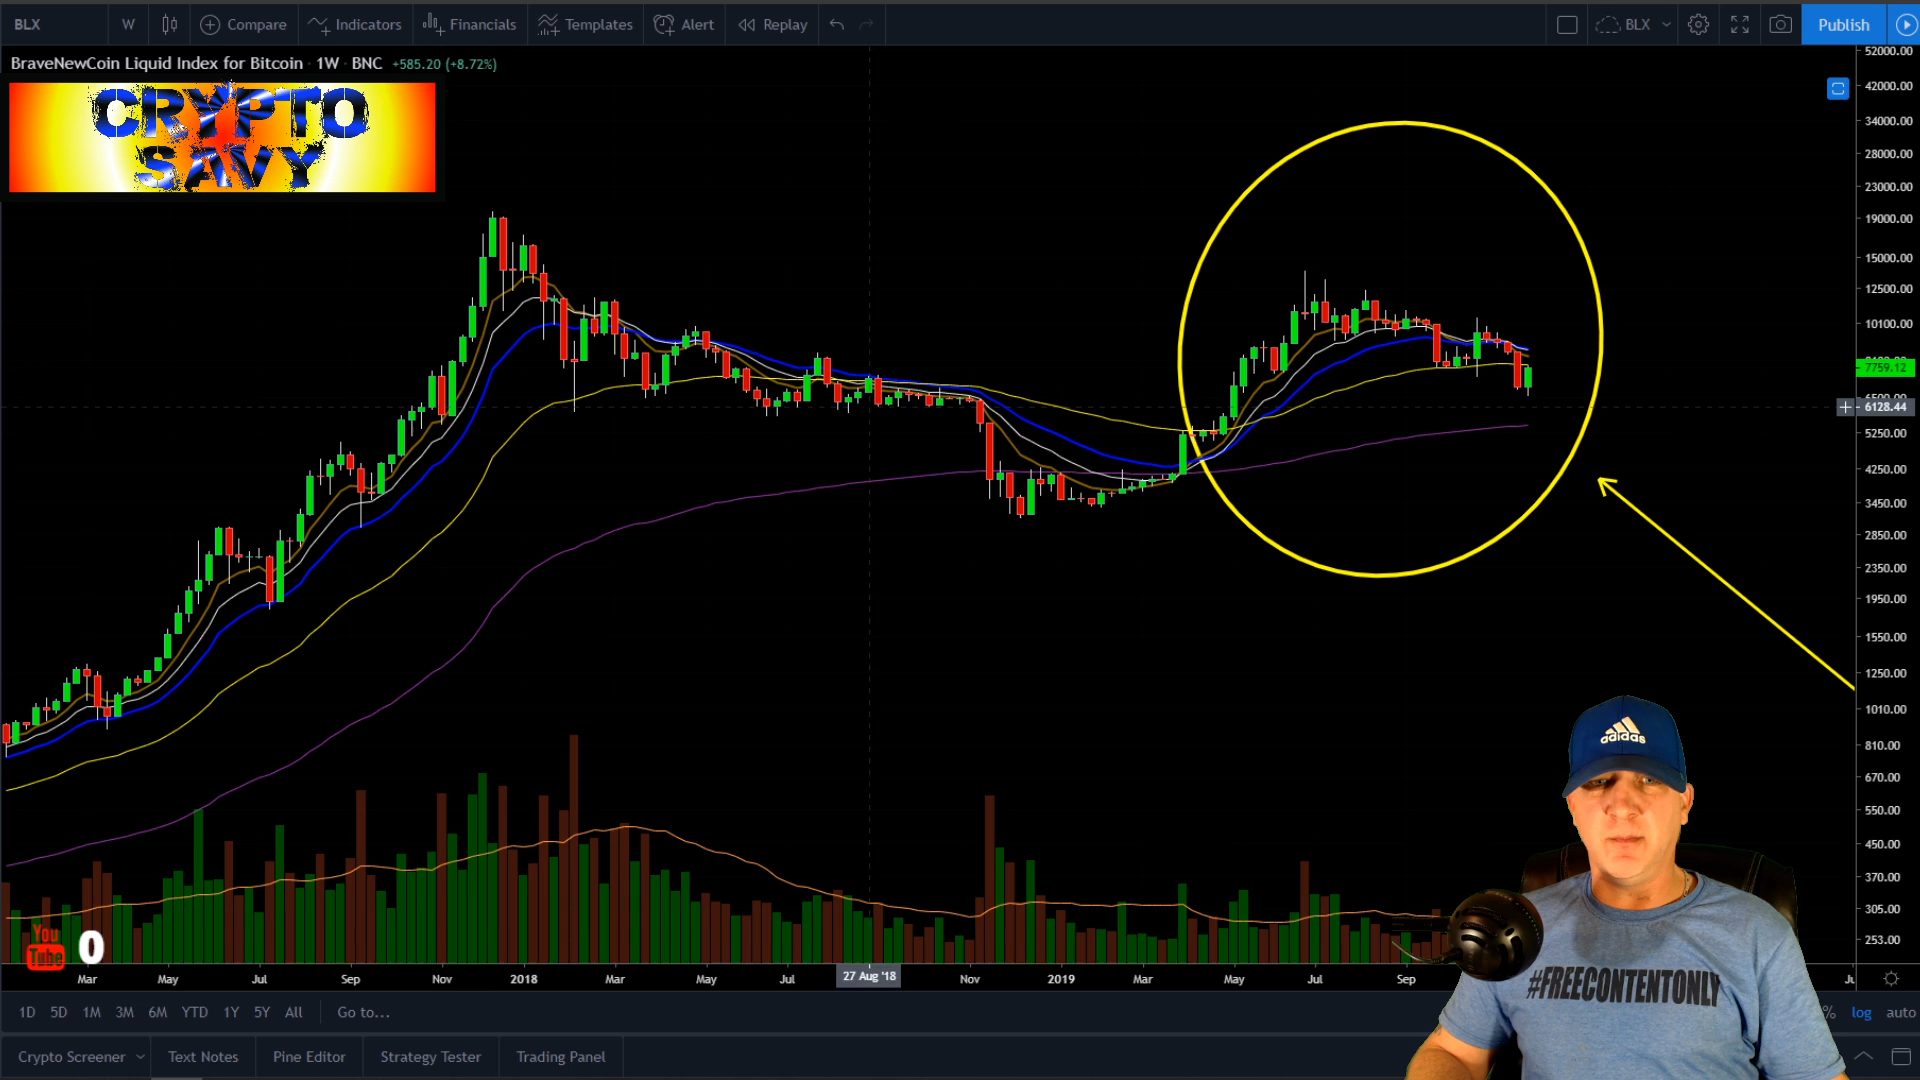 BLX
W
Compare
Indicators
Financials
Templates
Alert
Replay
BLX
Publish
BraveNewCoin Liquid Index for Bitcoin · 1W · BNC +585.20 (+8.72%)
CRYPTO
SAVY
52000.00
42000.00
34000.00
28000.00
23000.00
19000.00
15000.00
12500.00
10100.00
7759.12
6128.44
5250.00
4250.00
3450.00
2850.00
2350.00
1950.00
1550.00
1250.00
1010.00
810.00
670.00
550.00
450.00
370.00
305.00
253.00
adidas
#FREECONTENTONLY
You
Tube
0
Mar May Jul Sep Nov 2018 Mar May Jul 27 Aug '18 Nov 2019 Mar May Jul Sep
1D 5D 1M 3M 6M YTD 1Y 5Y All Go to...
% log auto
Crypto Screener
Text Notes
Pine Editor
Strategy Tester
Trading Panel